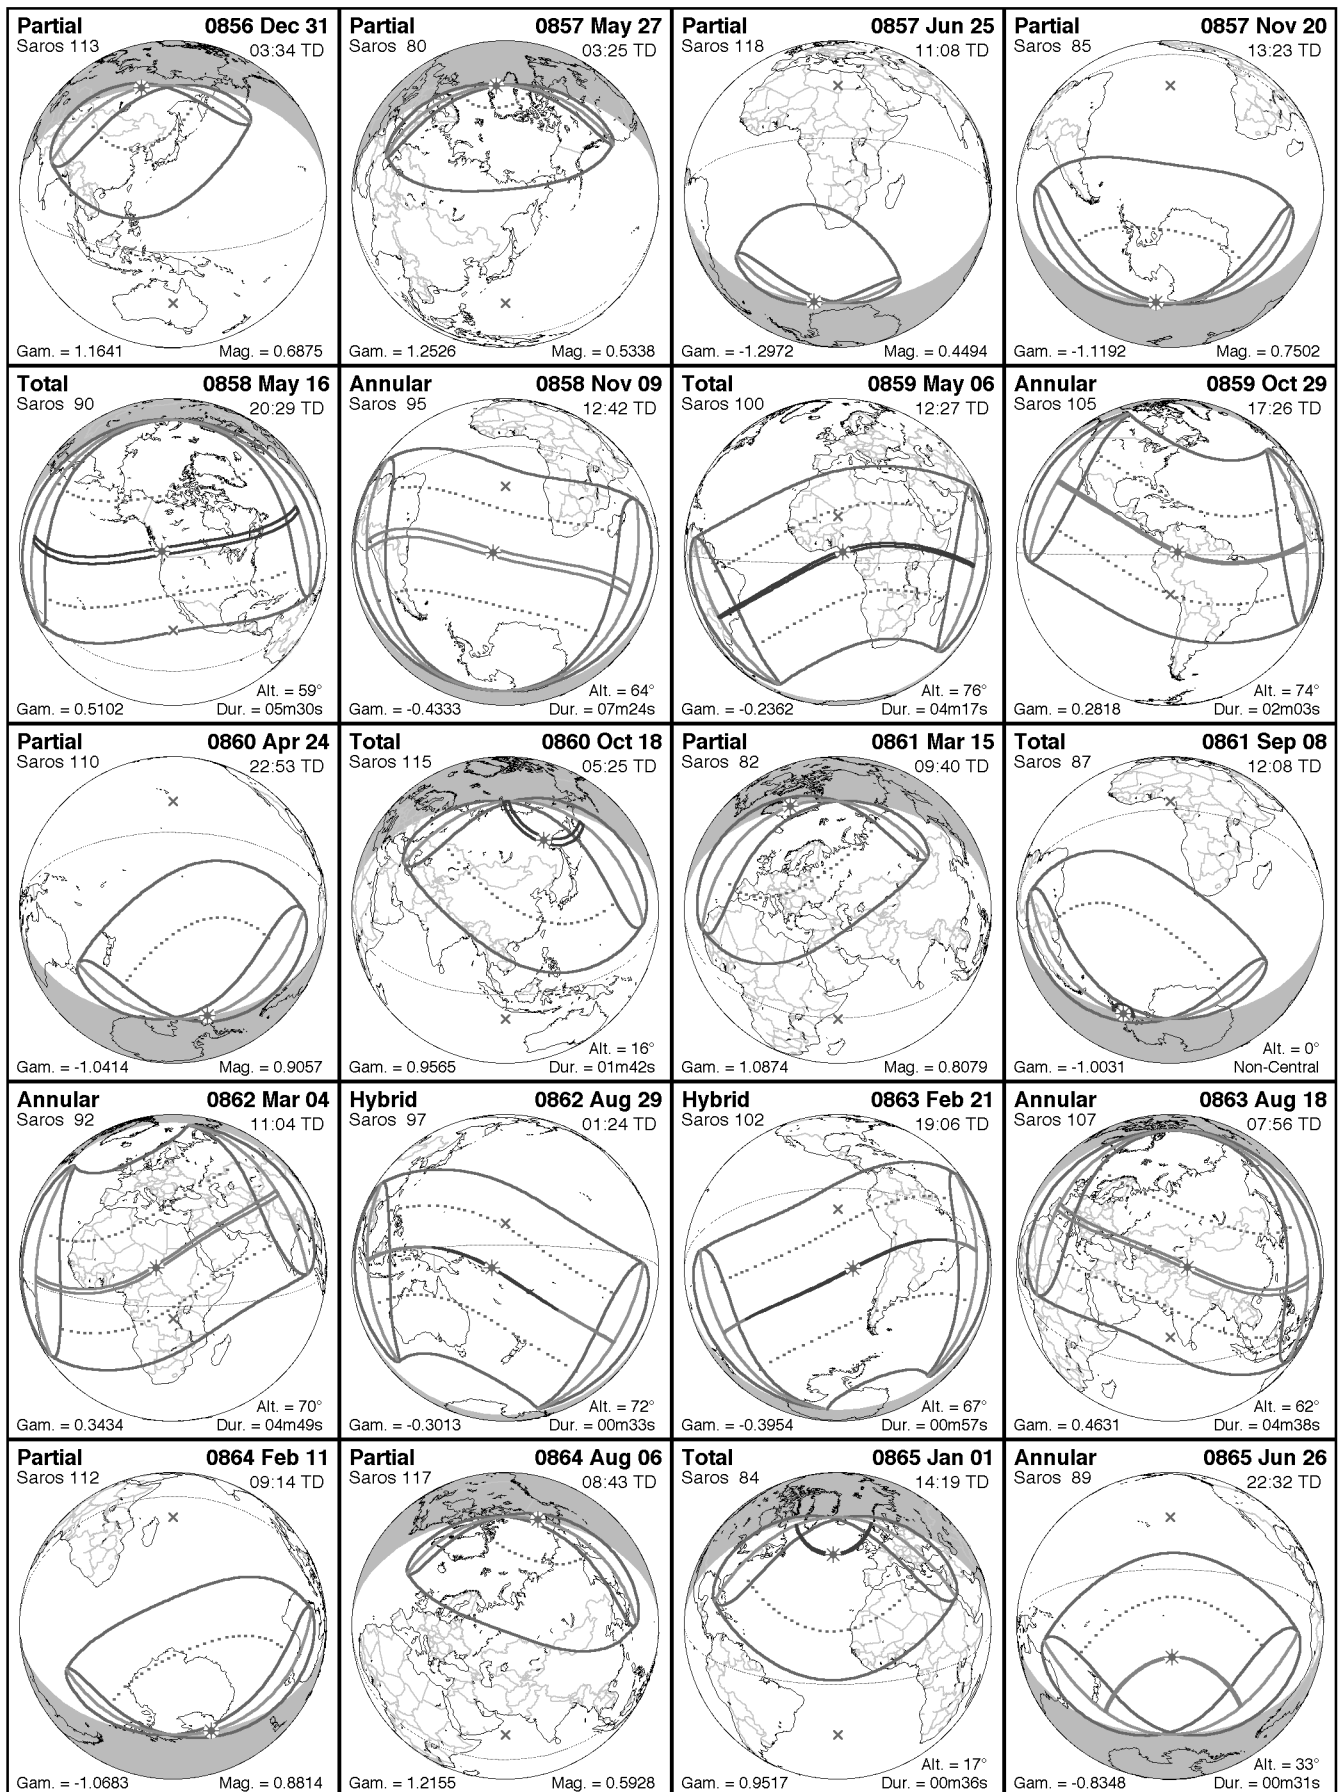 Partial 0856 Dec 31
Saros 113 03:34 TD
Gam. = 1.1641 Mag. = 0.6875
Partial 0857 May 27
Saros 80 03:25 TD
Gam. = 1.2526 Mag. = 0.5338
Partial 0857 Jun 25
Saros 118 11:08 TD
Gam. = -1.2972 Mag. = 0.4494
Partial 0857 Nov 20
Saros 85 13:23 TD
Gam. = -1.1192 Mag. = 0.7502
Total 0858 May 16
Saros 90 20:29 TD
Alt. = 59°
Gam. = 0.5102 Dur. = 05m30s
Annular 0858 Nov 09
Saros 95 12:42 TD
Alt. = 64°
Gam. = -0.4333 Dur. = 07m24s
Total 0859 May 06
Saros 100 12:27 TD
Alt. = 76°
Gam. = -0.2362 Dur. = 04m17s
Annular 0859 Oct 29
Saros 105 17:26 TD
Alt. = 74°
Gam. = 0.2818 Dur. = 02m03s
Partial 0860 Apr 24
Saros 110 22:53 TD
Gam. = -1.0414 Mag. = 0.9057
Total 0860 Oct 18
Saros 115 05:25 TD
Alt. = 16°
Gam. = 0.9565 Dur. = 01m42s
Partial 0861 Mar 15
Saros 82 09:40 TD
Gam. = 1.0874 Mag. = 0.8079
Total 0861 Sep 08
Saros 87 12:08 TD
Alt. = 0°
Gam. = -1.0031 Non-Central
Annular 0862 Mar 04
Saros 92 11:04 TD
Alt. = 70°
Gam. = 0.3434 Dur. = 04m49s
Hybrid 0862 Aug 29
Saros 97 01:24 TD
Alt. = 72°
Gam. = -0.3013 Dur. = 00m33s
Hybrid 0863 Feb 21
Saros 102 19:06 TD
Alt. = 67°
Gam. = -0.3954 Dur. = 00m57s
Annular 0863 Aug 18
Saros 107 07:56 TD
Alt. = 62°
Gam. = 0.4631 Dur. = 04m38s
Partial 0864 Feb 11
Saros 112 09:14 TD
Gam. = -1.0683 Mag. = 0.8814
Partial 0864 Aug 06
Saros 117 08:43 TD
Gam. = 1.2155 Mag. = 0.5928
Total 0865 Jan 01
Saros 84 14:19 TD
Alt. = 17°
Gam. = 0.9517 Dur. = 00m36s
Annular 0865 Jun 26
Saros 89 22:32 TD
Alt. = 33°
Gam. = -0.8348 Dur. = 00m31s